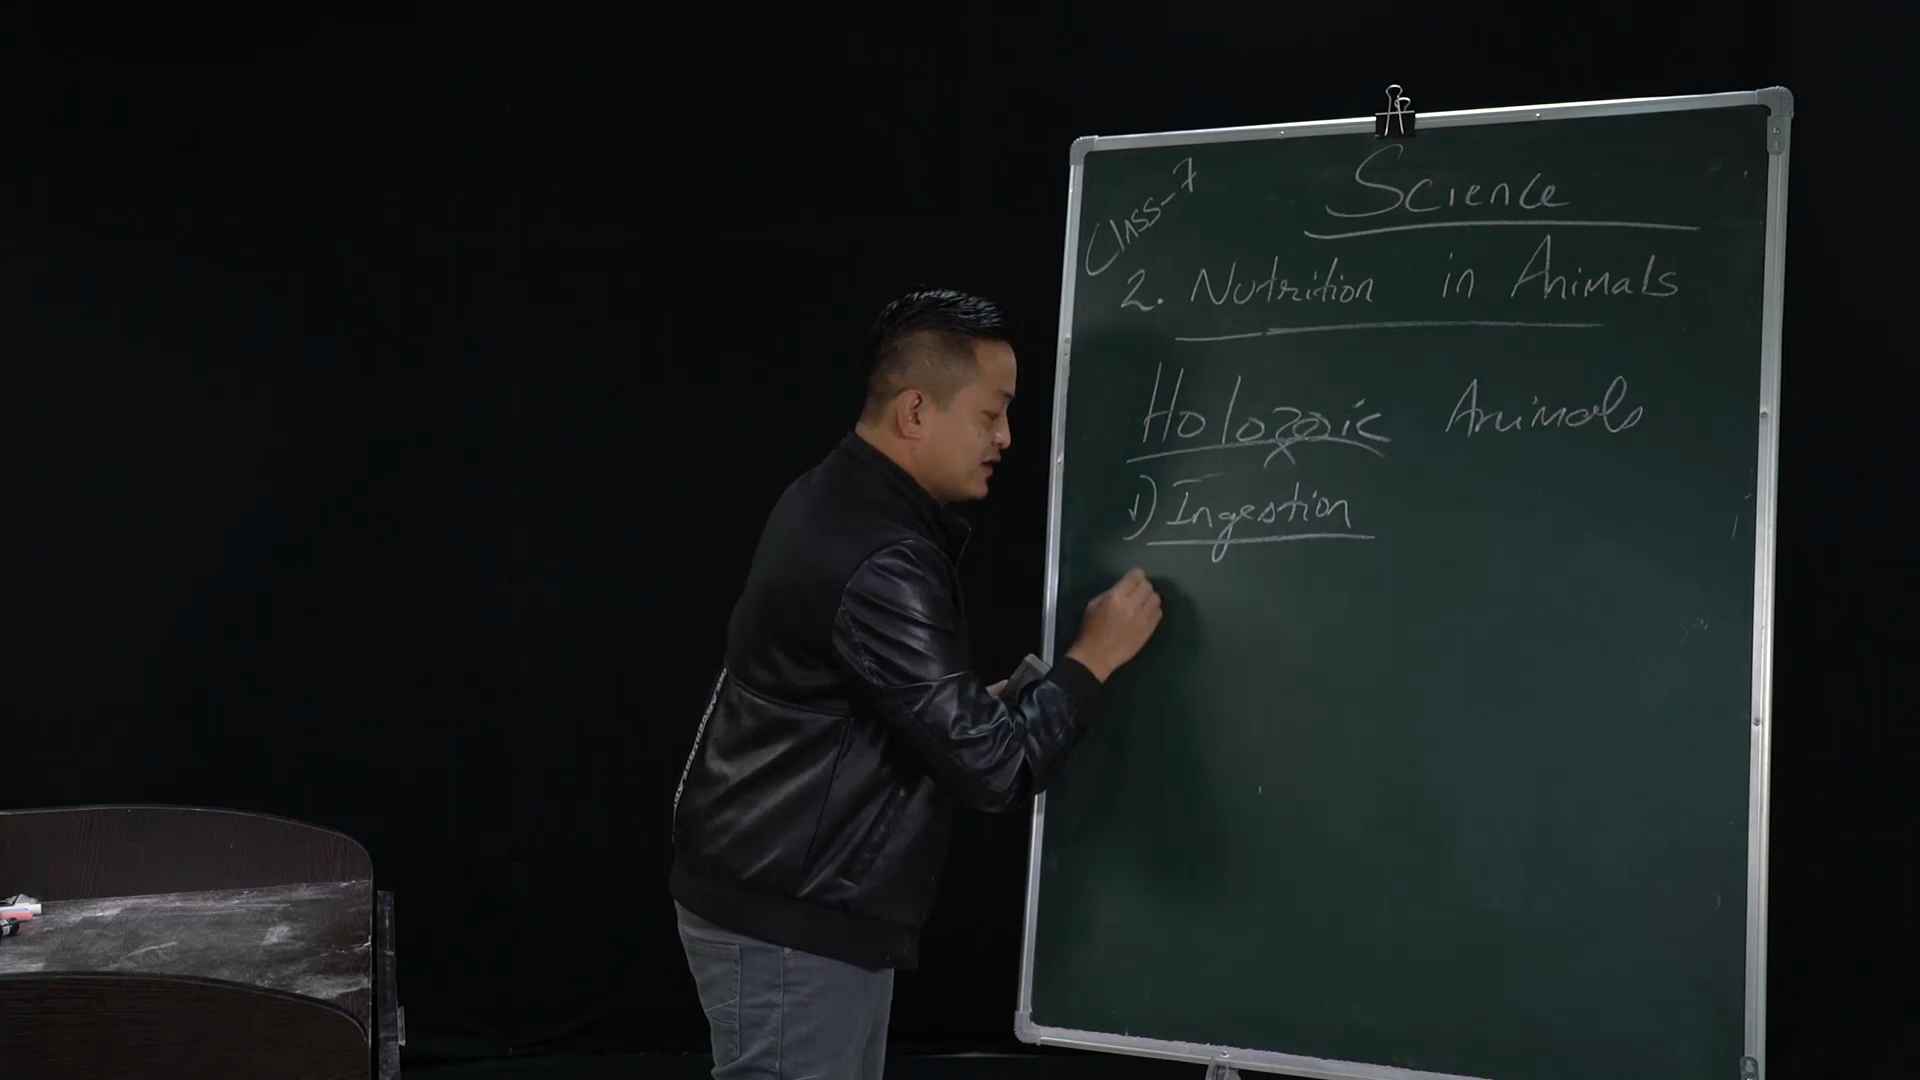 Class-7
Science
2. Nutrition in Animals
Holozoic Animals
1) Ingestion